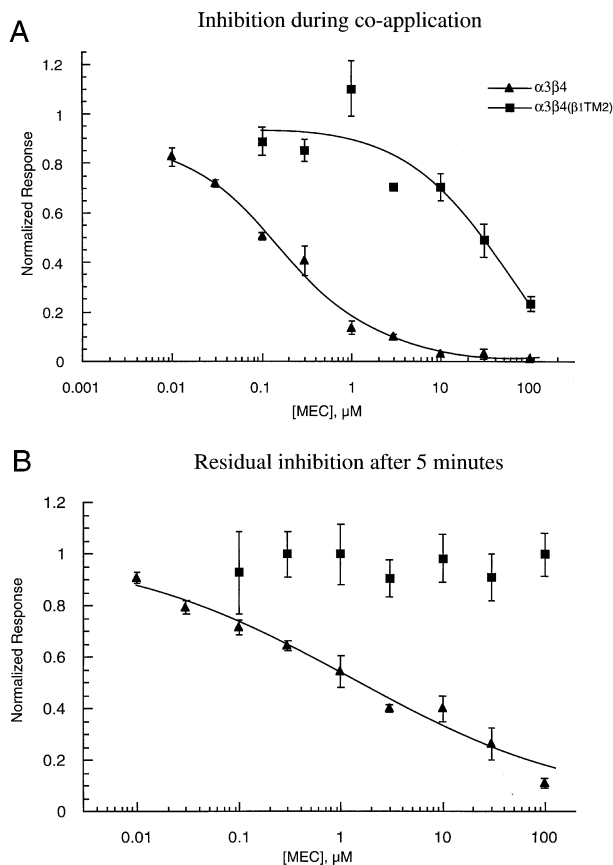 A
Inhibition during co-application
1.2
1
0.8
0.6
0.4
0.2
0
Normalized Response
α3β4
α3β4(β1TM2)
0.001 0.01 0.1 1 10 100
[MEC], μM
B
Residual inhibition after 5 minutes
1.2
1
0.8
0.6
0.4
0.2
0
Normalized Response
0.01 0.1 1 10 100
[MEC], μM